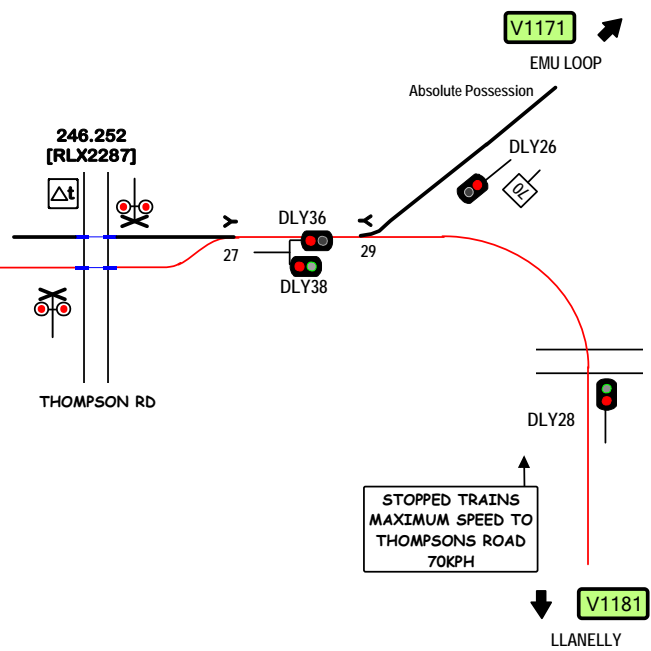 V1171
EMU LOOP
Absolute Possession
246.252
[RLX2287]
Δt
DLY26
70
DLY36
27
29
DLY38
THOMPSON RD
DLY28
STOPPED TRAINS
MAXIMUM SPEED TO
THOMPSONS ROAD
70KPH
V1181
LLANELLY